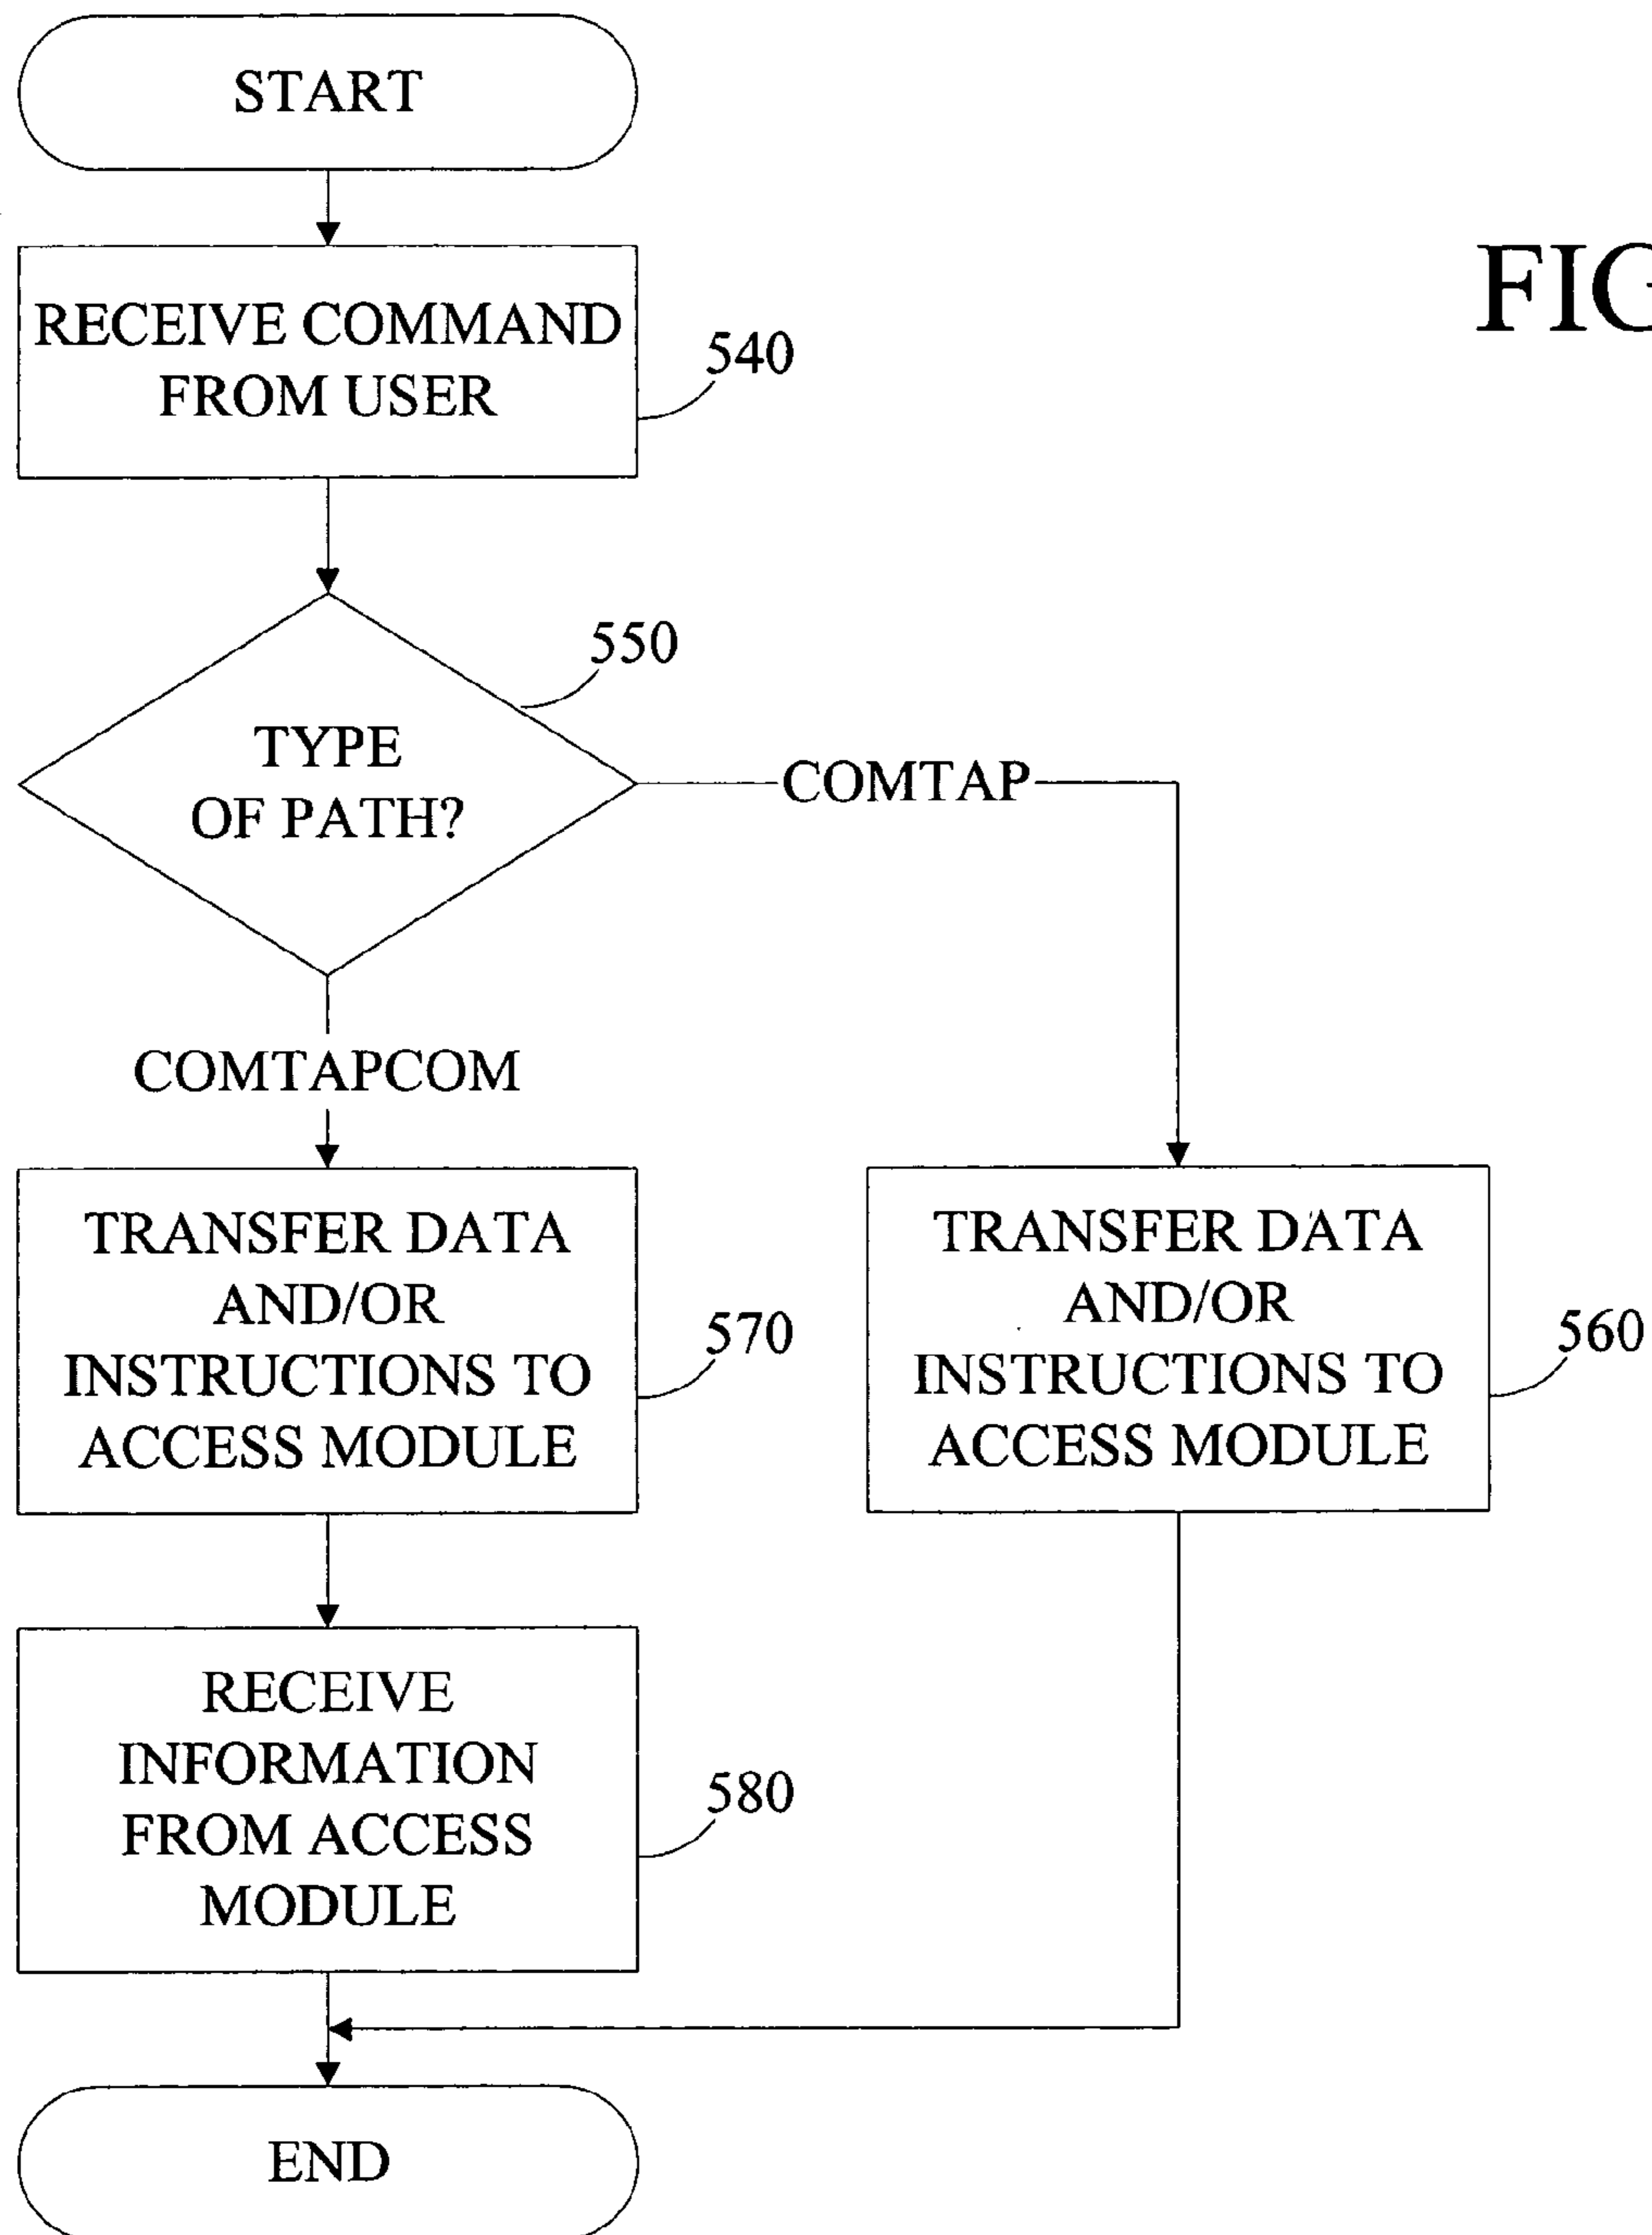 START
RECEIVE COMMAND
FROM USER
540
FIG
550
TYPE
OF PATH?
COMTAP
COMTAPCOM
TRANSFER DATA
AND/OR
INSTRUCTIONS TO
ACCESS MODULE
570
TRANSFER DATA
AND/OR
INSTRUCTIONS TO
ACCESS MODULE
560
RECEIVE
INFORMATION
FROM ACCESS
MODULE
580
END